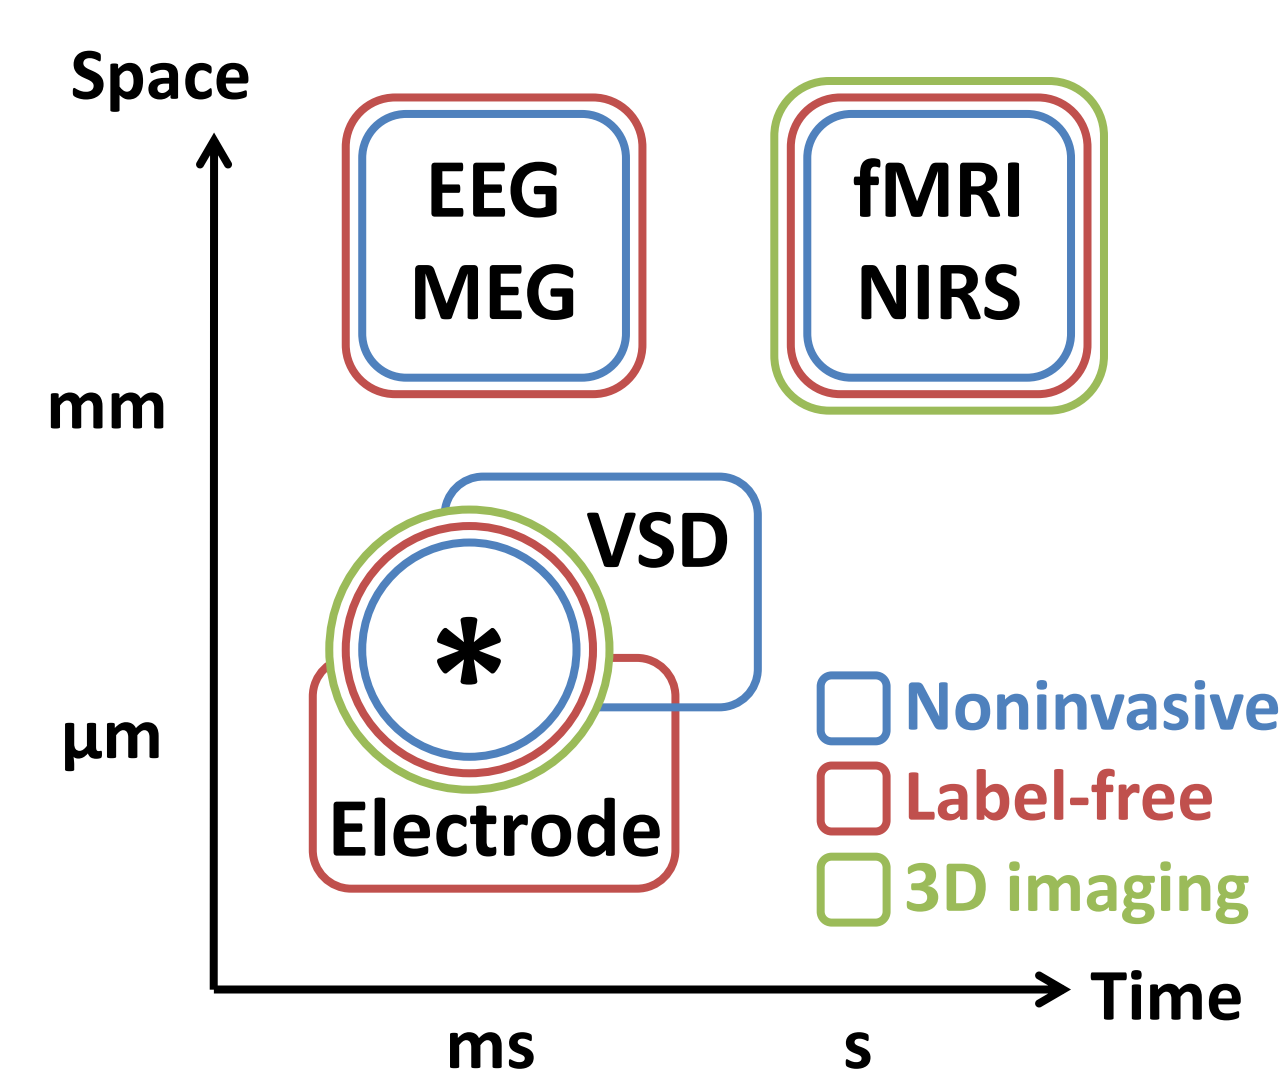 Space
EEG
MEG
fMRI
NIRS
mm
VSD
*
µm
Electrode
Noninvasive
Label-free
3D imaging
Time
ms
s